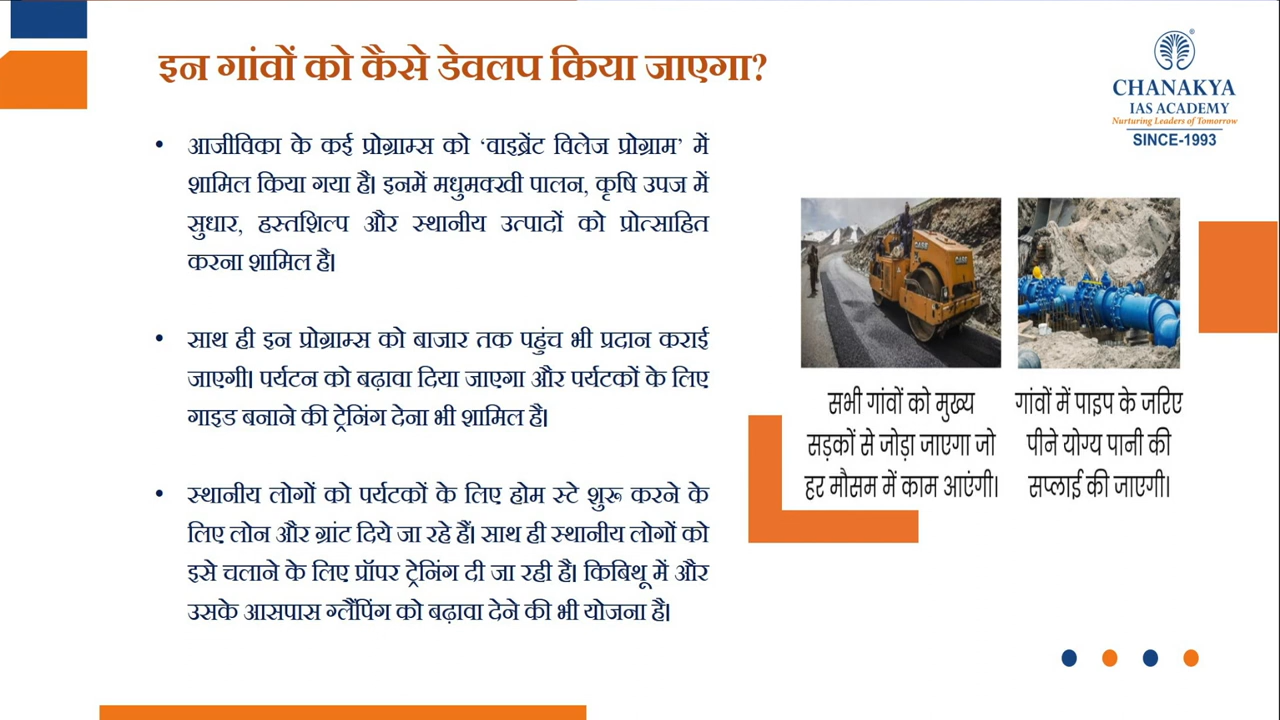 इन गांवों को कैसे डेवलप किया जाएगा?
CHANAKYA
IAS ACADEMY
Nurturing Leaders of Tomorrow
SINCE-1993
• आजीविका के कई प्रोग्राम्स को ‘वाइब्रेंट विलेज प्रोग्राम’ में
शामिल किया गया है। इनमें मधुमक्खी पालन, कृषि उपज में
सुधार, हस्तशिल्प और स्थानीय उत्पादों को प्रोत्साहित
करना शामिल है।
• साथ ही इन प्रोग्राम्स को बाजार तक पहुंच भी प्रदान कराई
जाएगी। पर्यटन को बढ़ावा दिया जाएगा और पर्यटकों के लिए
गाइड बनाने की ट्रेनिंग देना भी शामिल है।
• स्थानीय लोगों को पर्यटकों के लिए होम स्टे शुरू करने के
लिए लोन और ग्रांट दिये जा रहे हैं। साथ ही स्थानीय लोगों को
इसे चलाने के लिए प्रॉपर ट्रेनिंग दी जा रही है। किबिथू में और
उसके आसपास ग्लैंपिंग को बढ़ावा देने की भी योजना है।
CASE
CASE
सभी गांवों को मुख्य
सड़कों से जोड़ा जाएगा जो
हर मौसम में काम आएंगी।
गांवों में पाइप के जरिए
पीने योग्य पानी की
सप्लाई की जाएगी।